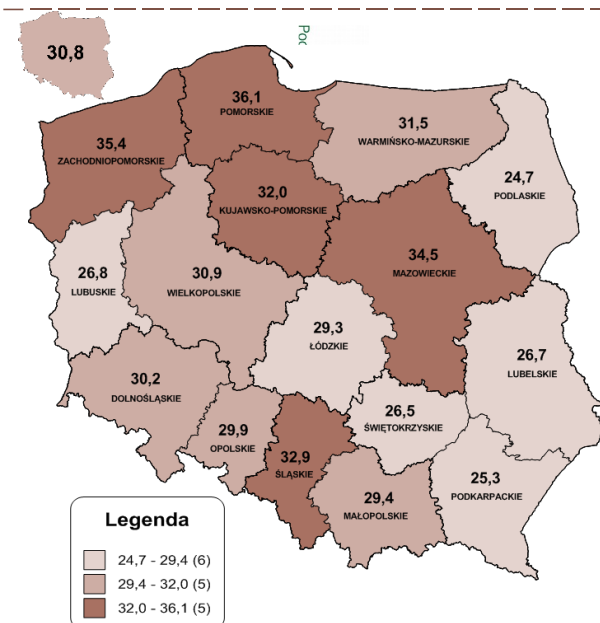 Poc
30,8
36,1
POMORSKIE
35,4
ZACHODNIOPOMORSKIE
31,5
WARMIŃSKO-MAZURSKIE
24,7
PODLASKIE
32,0
KUJAWSKO-POMORSKIE
34,5
MAZOWIECKIE
26,8
LUBUSKIE
30,9
WIELKOPOLSKIE
29,3
ŁÓDZKIE
26,7
LUBELSKIE
30,2
DOLNOŚLĄSKIE
29,9
OPOLSKIE
26,5
ŚWIĘTOKRZYSKIE
32,9
ŚLĄSKIE
25,3
PODKARPACKIE
29,4
MAŁOPOLSKIE
Legenda
24,7 - 29,4 (6)
29,4 - 32,0 (5)
32,0 - 36,1 (5)